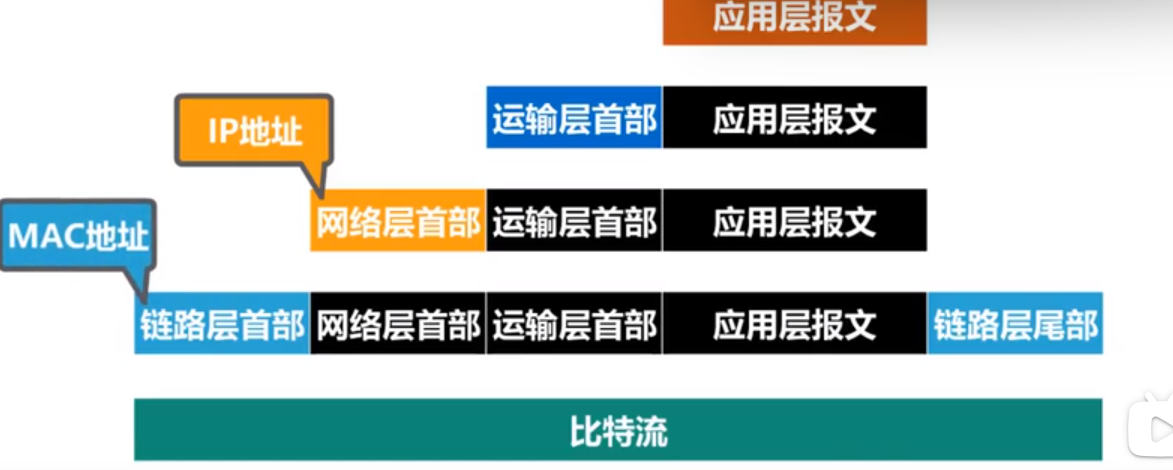 应用层报文
IP地址
运输层首部 应用层报文
MAC地址
网络层首部 运输层首部 应用层报文
链路层首部 网络层首部 运输层首部 应用层报文 链路层尾部
比特流